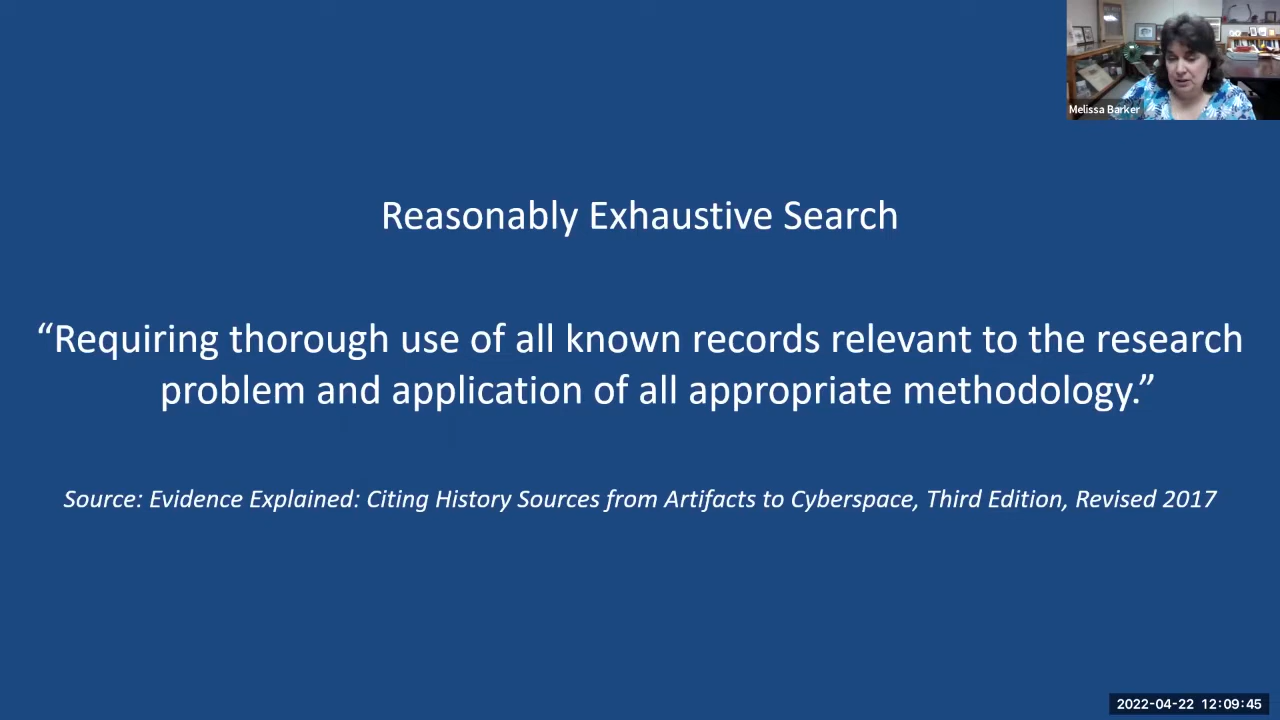 Melissa Barker
Reasonably Exhaustive Search
“Requiring thorough use of all known records relevant to the research
problem and application of all appropriate methodology.”
Source: Evidence Explained: Citing History Sources from Artifacts to Cyberspace, Third Edition, Revised 2017
2022-04-22 12:09:45